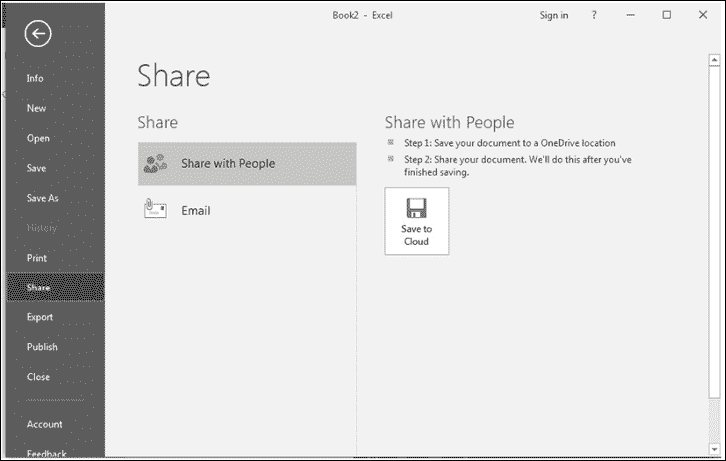 Book2 - Excel
Sign in
?
Info
New
Open
Save
Save As
History
Print
Share
Export
Publish
Close
Account
Feedback
Share
Share
Share with People
Email
Share with People
Step 1: Save your document to a OneDrive location
Step 2: Share your document. We'll do this after you've
finished saving.
Save to
Cloud